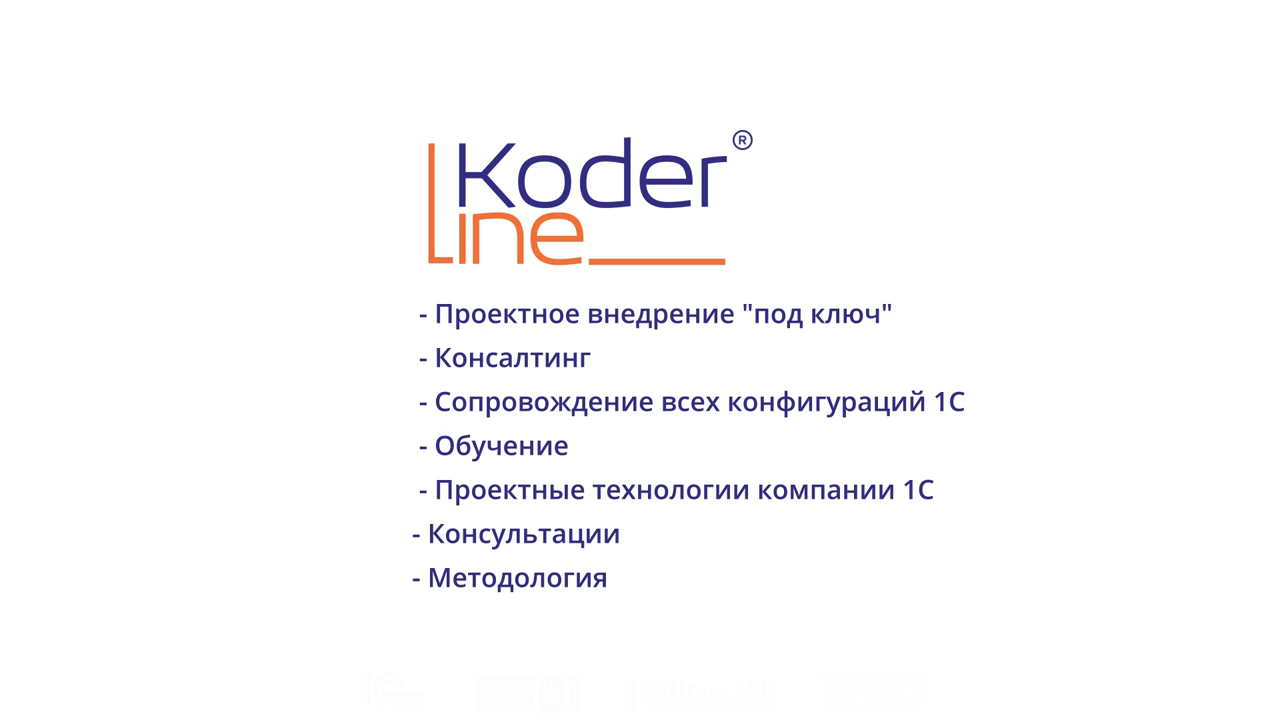 Koder®
Line
- Проектное внедрение "под ключ"
- Консалтинг
- Сопровождение всех конфигураций 1С
- Обучение
- Проектные технологии компании 1С
- Консультации
- Методология